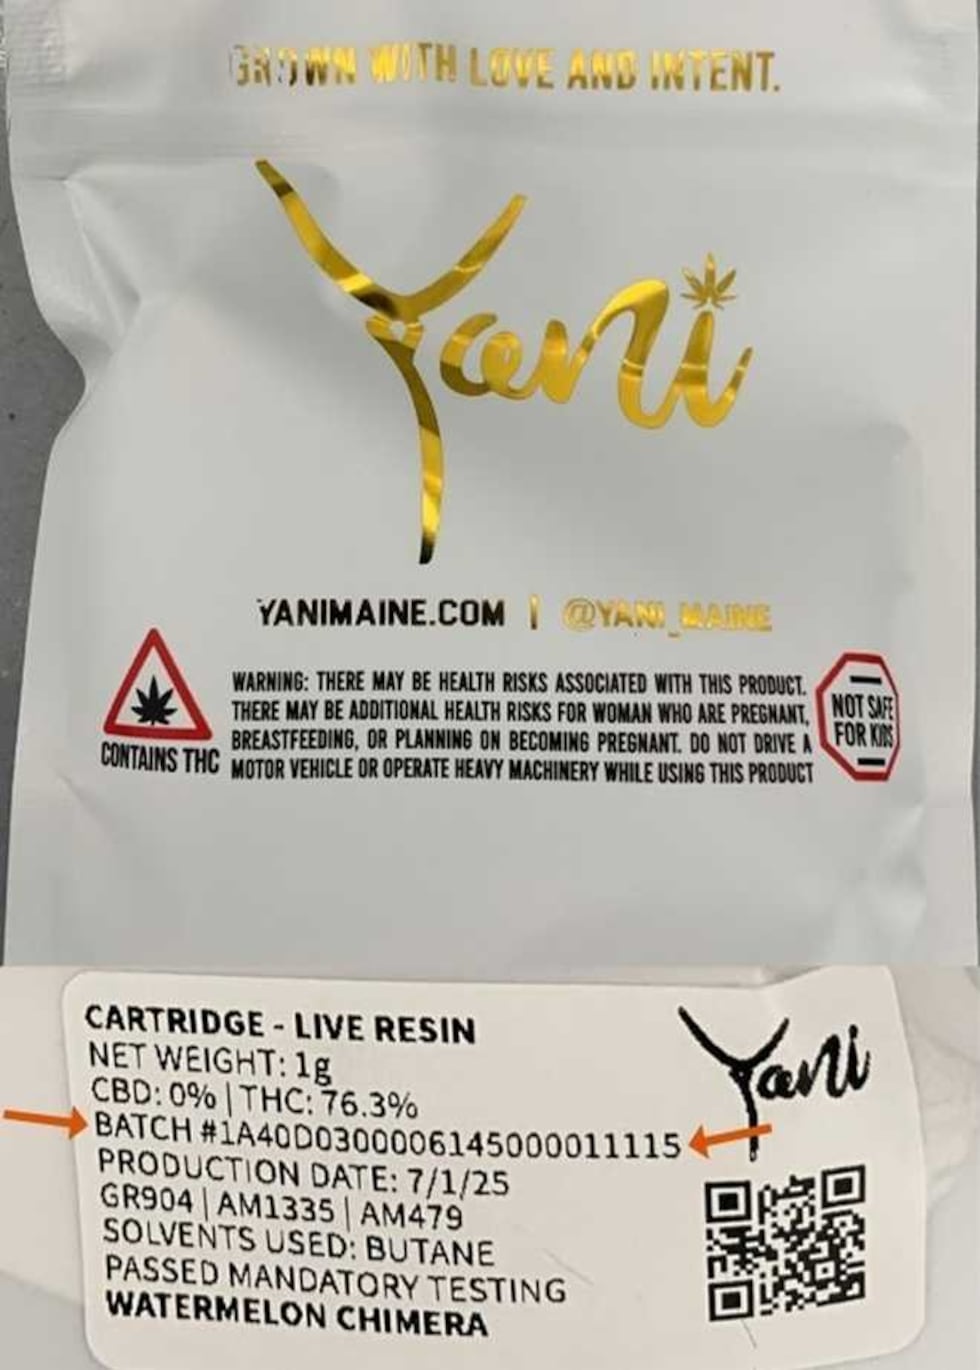 GROWN WITH LOVE AND INTENT.
Yani
YANIMAINE.COM | @YANI_MAINE
CONTAINS THC
WARNING: THERE MAY BE HEALTH RISKS ASSOCIATED WITH THIS PRODUCT.
THERE MAY BE ADDITIONAL HEALTH RISKS FOR WOMAN WHO ARE PREGNANT,
BREASTFEEDING, OR PLANNING ON BECOMING PREGNANT. DO NOT DRIVE A
MOTOR VEHICLE OR OPERATE HEAVY MACHINERY WHILE USING THIS PRODUCT
NOT SAFE
FOR KIDS
CARTRIDGE - LIVE RESIN
NET WEIGHT: 1g
CBD: 0% | THC: 76.3%
BATCH #1A40D0300006145000011115
PRODUCTION DATE: 7/1/25
GR904 | AM1335 | AM479
SOLVENTS USED: BUTANE
PASSED MANDATORY TESTING
WATERMELON CHIMERA
Yani